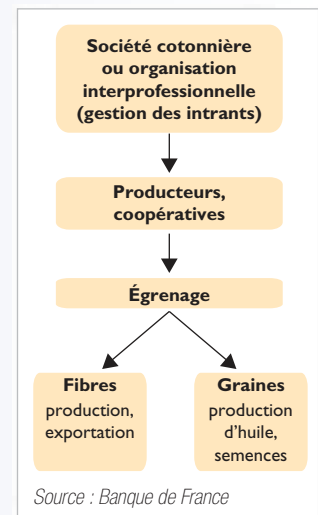 Société cotonnière
ou organisation
interprofessionnelle
(gestion des intrants)
Producteurs,
coopératives
Égrenage
Fibres
production,
exportation
Graines
production
d'huile,
semences
Source : Banque de France